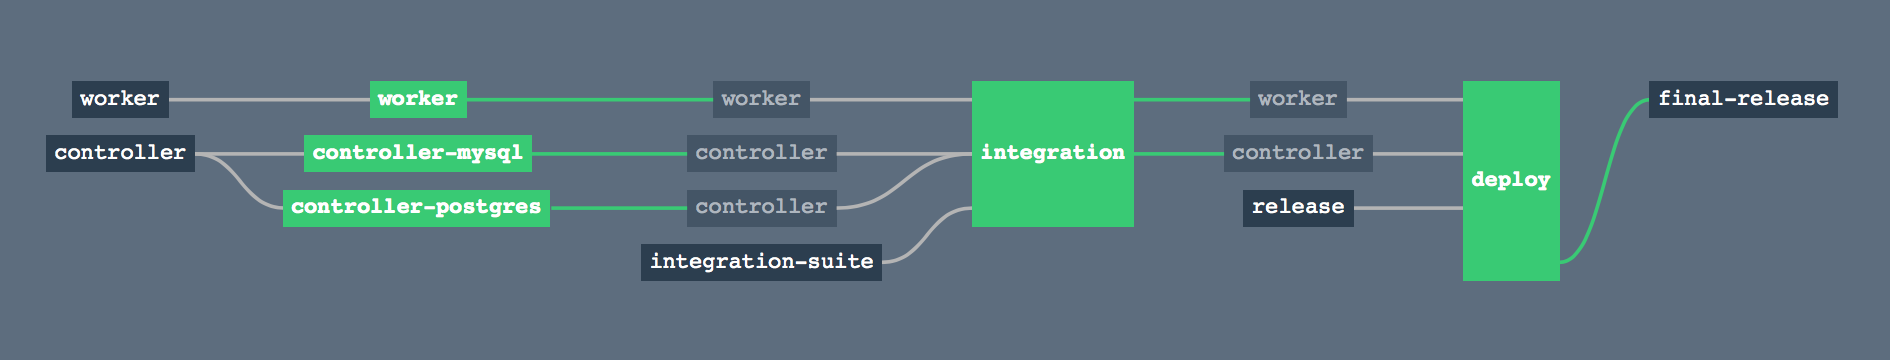 worker
worker
worker
worker
final-release
controller
controller-mysql
controller
integration
controller
deploy
controller-postgres
controller
release
integration-suite